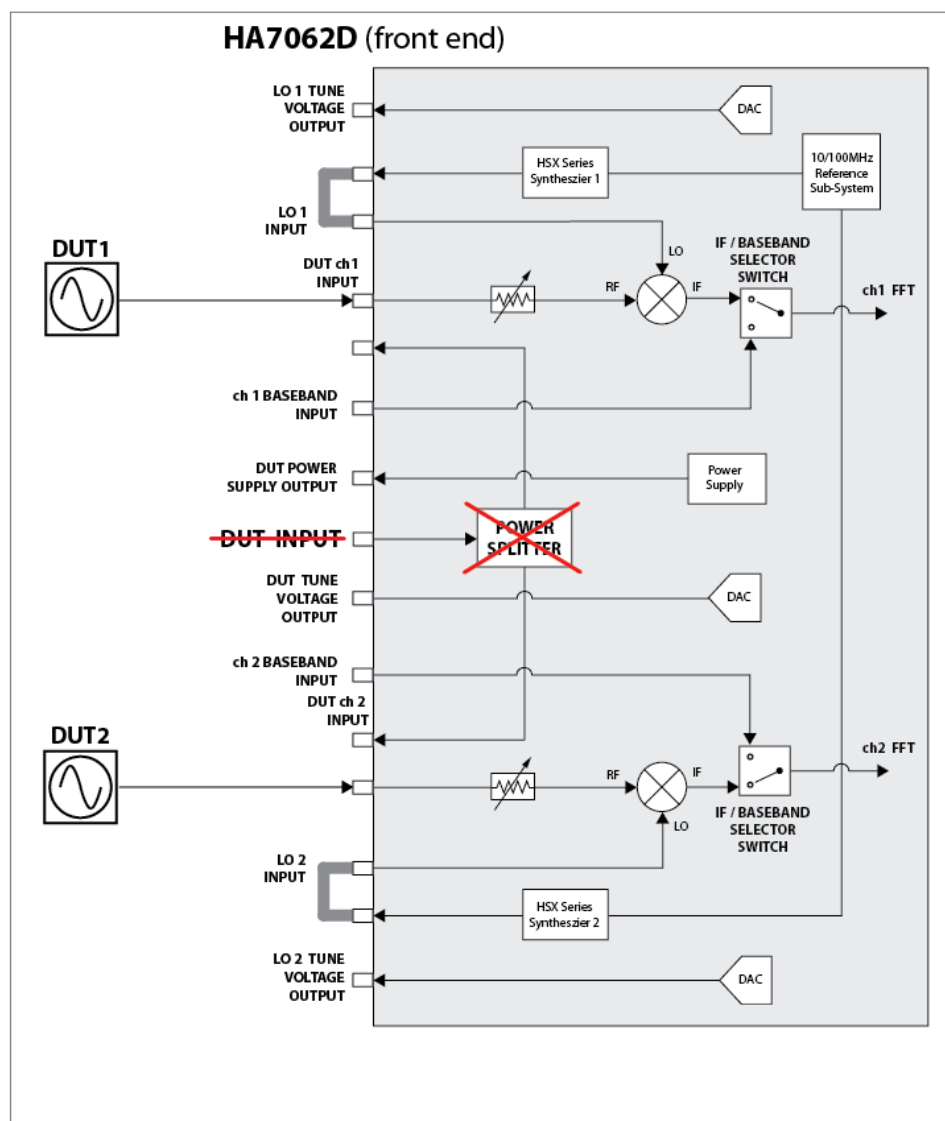 HA7062D (front end)
LO 1 TUNE
VOLTAGE
OUTPUT
DAC
HSX Series
Syntheszier 1
10/100MHz
Reference
Sub-System
LO 1
INPUT
LO
IF / BASEBAND
SELECTOR
SWITCH
DUT1
DUT ch1
INPUT
RF
IF
ch1 FFT
ch 1 BASEBAND
INPUT
DUT POWER
SUPPLY OUTPUT
Power
Supply
DUT INPUT
POWER
SPLITTER
DUT TUNE
VOLTAGE
OUTPUT
DAC
ch 2 BASEBAND
INPUT
DUT ch 2
INPUT
DUT2
RF
IF
ch2 FFT
LO
IF / BASEBAND
SELECTOR
SWITCH
LO 2
INPUT
HSX Series
Syntheszier 2
LO 2 TUNE
VOLTAGE
OUTPUT
DAC